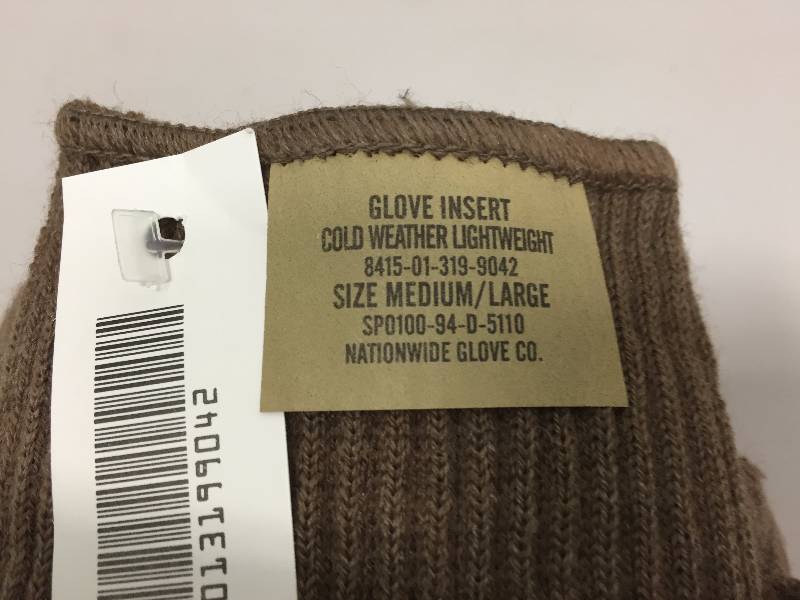 GLOVE INSERT
COLD WEATHER LIGHTWEIGHT
8415-01-319-9042
SIZE MEDIUM/LARGE
SP0100-94-D-5110
NATIONWIDE GLOVE CO.